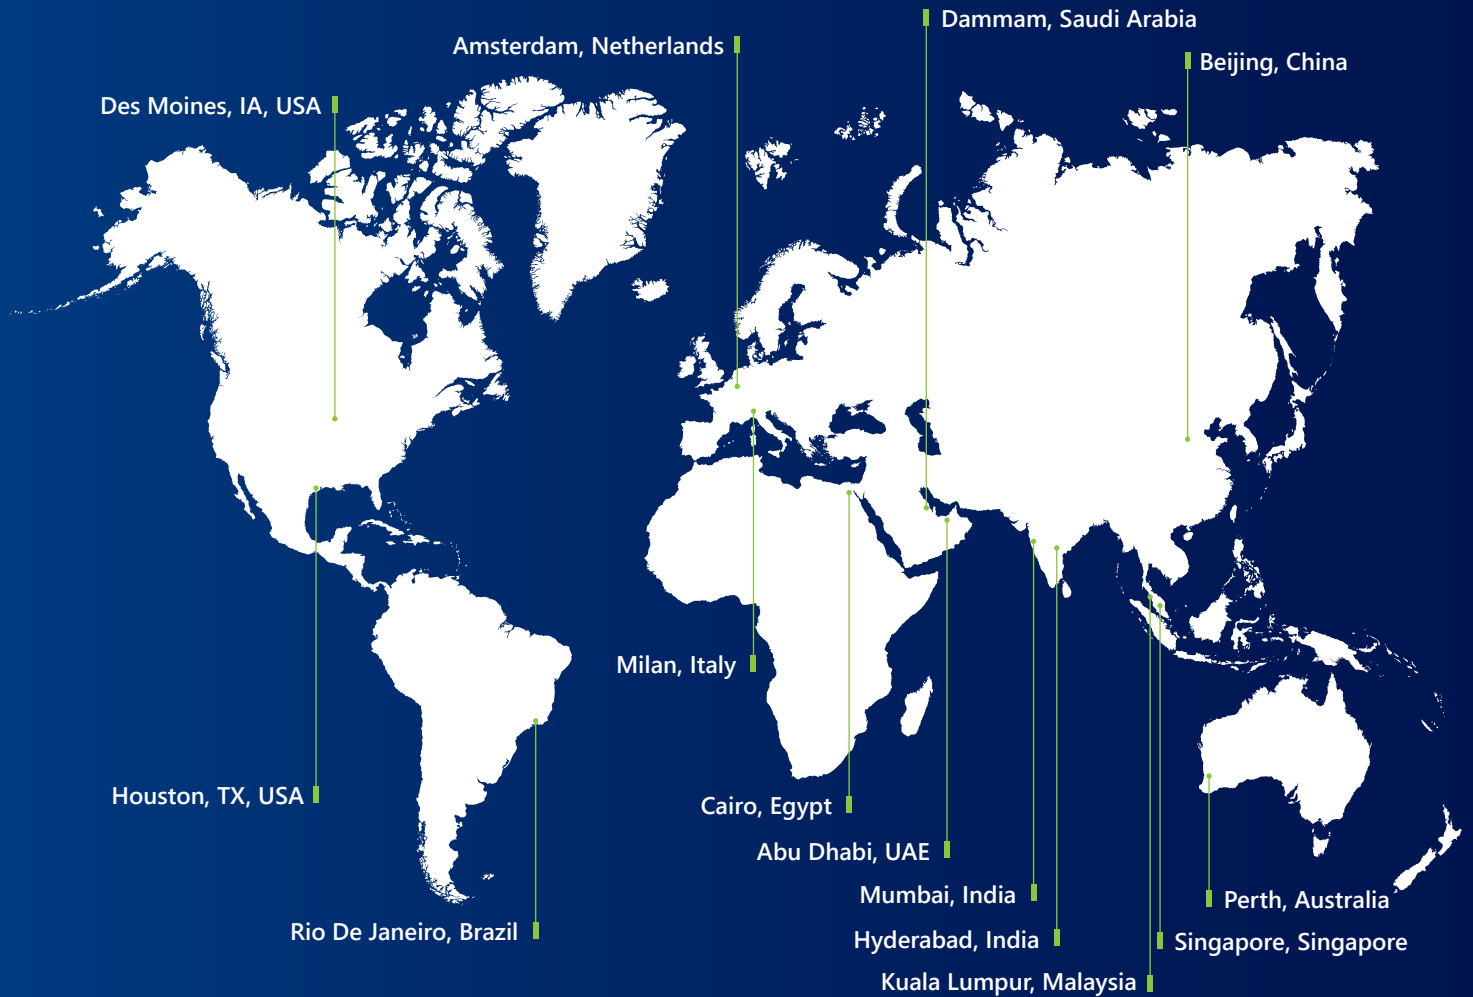 Dammam, Saudi Arabia
Amsterdam, Netherlands
Beijing, China
Des Moines, IA, USA
Milan, Italy
Houston, TX, USA
Cairo, Egypt
Abu Dhabi, UAE
Mumbai, India
Perth, Australia
Rio De Janeiro, Brazil
Hyderabad, India
Singapore, Singapore
Kuala Lumpur, Malaysia